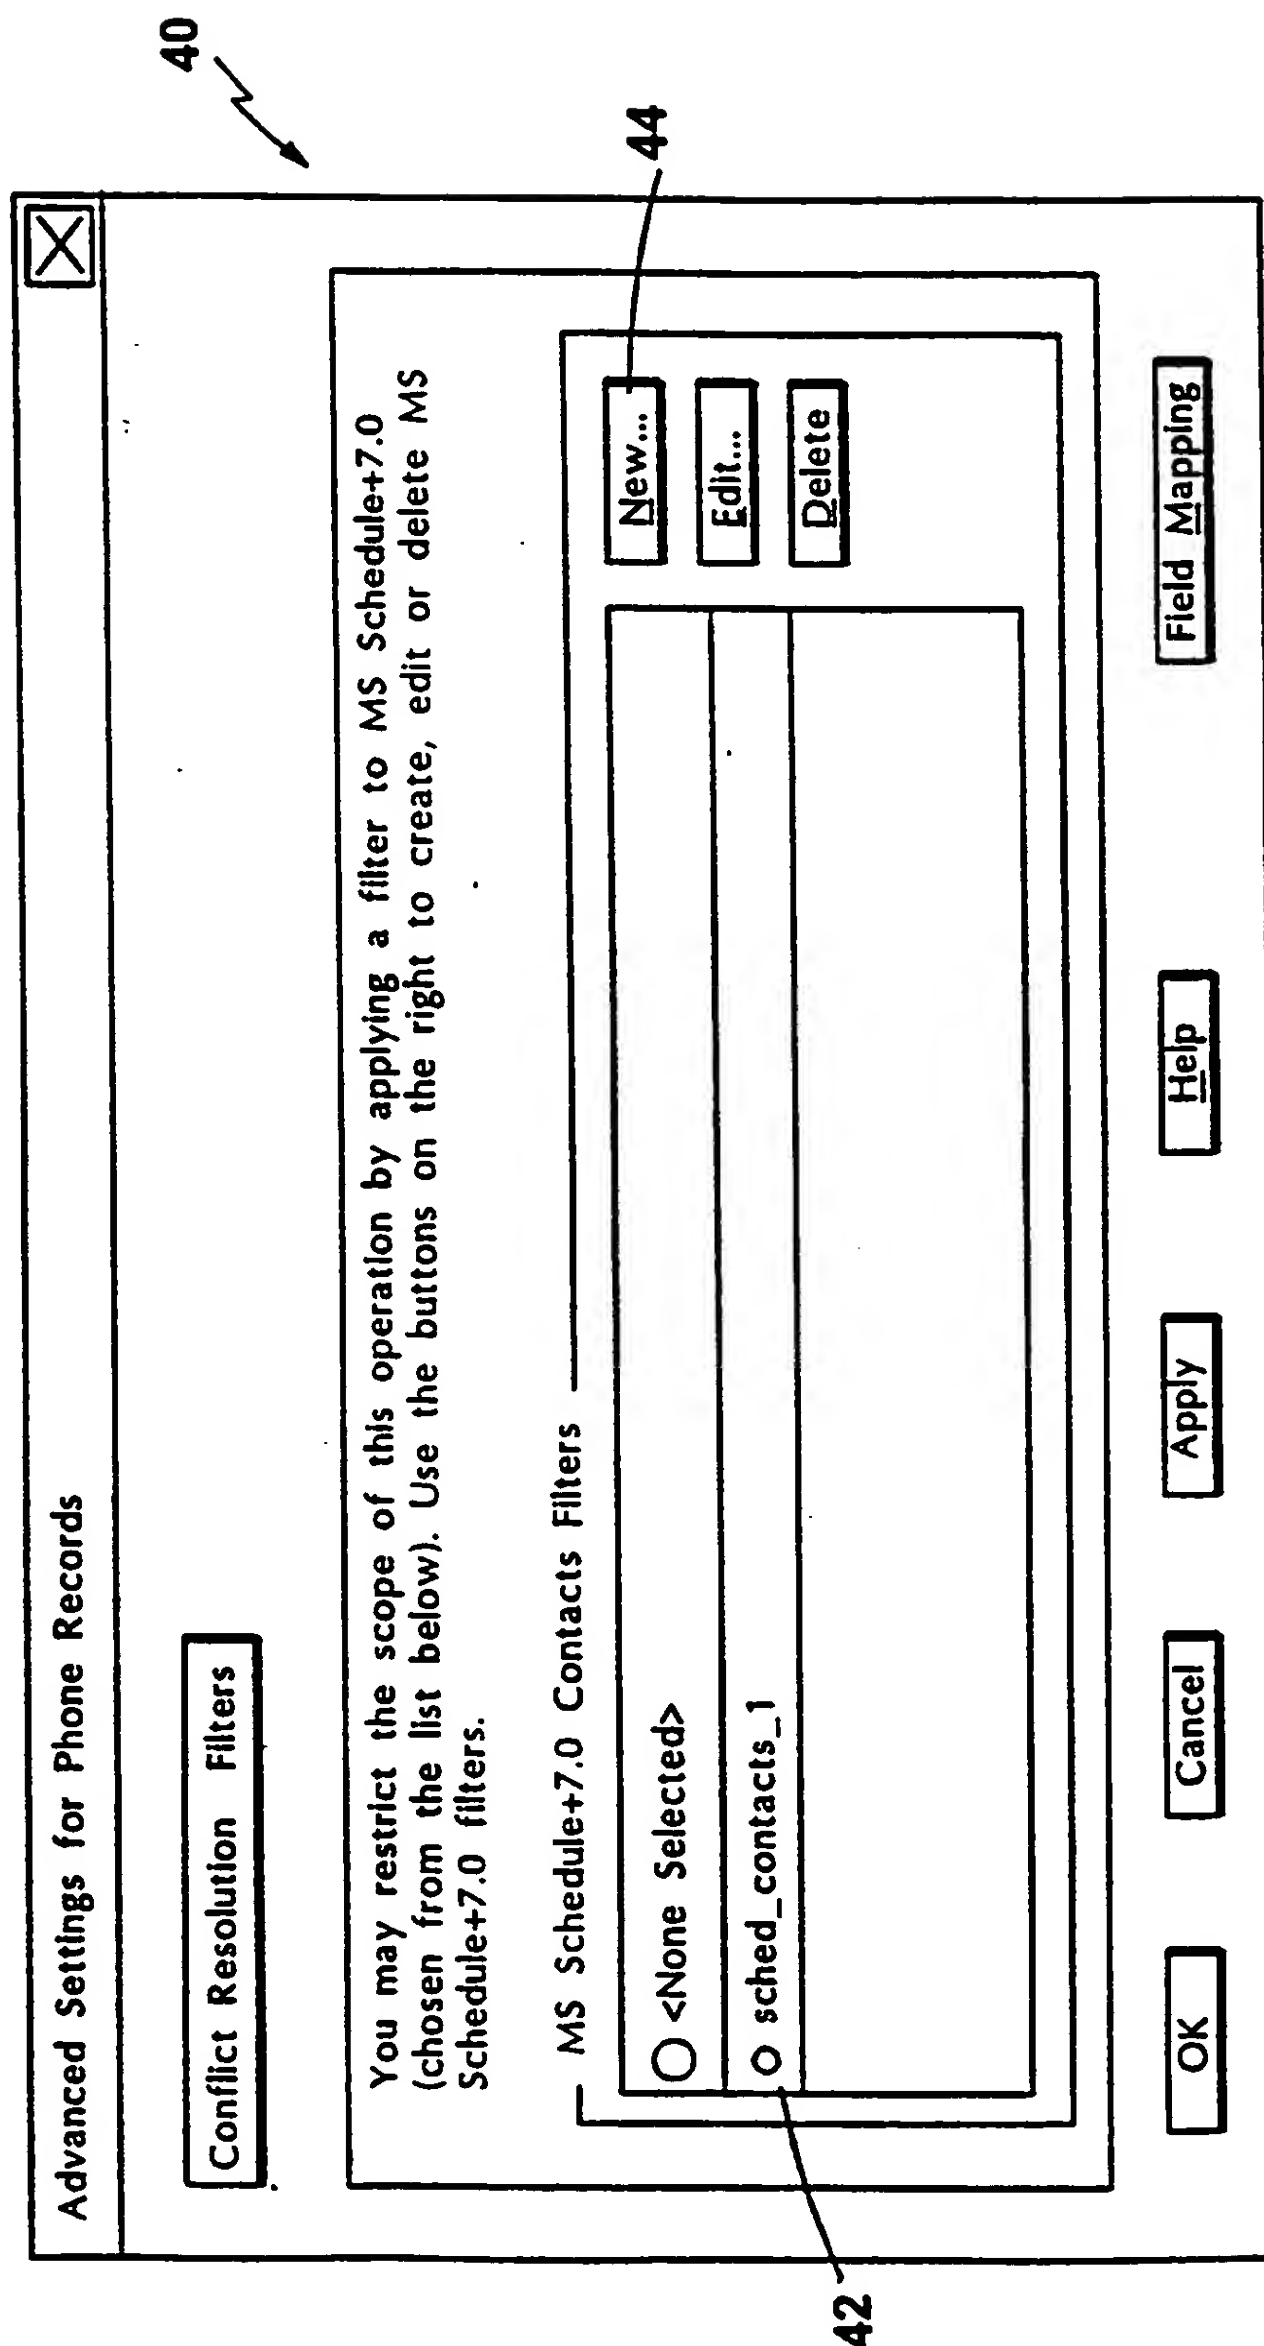 40
Advanced Settings for Phone Records
Conflict Resolution Filters
You may restrict the scope of this operation by applying a filter to MS Schedule+7.0
(chosen from the list below). Use the buttons on the right to create, edit or delete MS
Schedule+7.0 filters.
MS Schedule+7.0 Contacts Filters
44
<None Selected>
New...
sched_contacts_1
Edit...
Delete
42
OK
Cancel
Apply
Help
Field Mapping